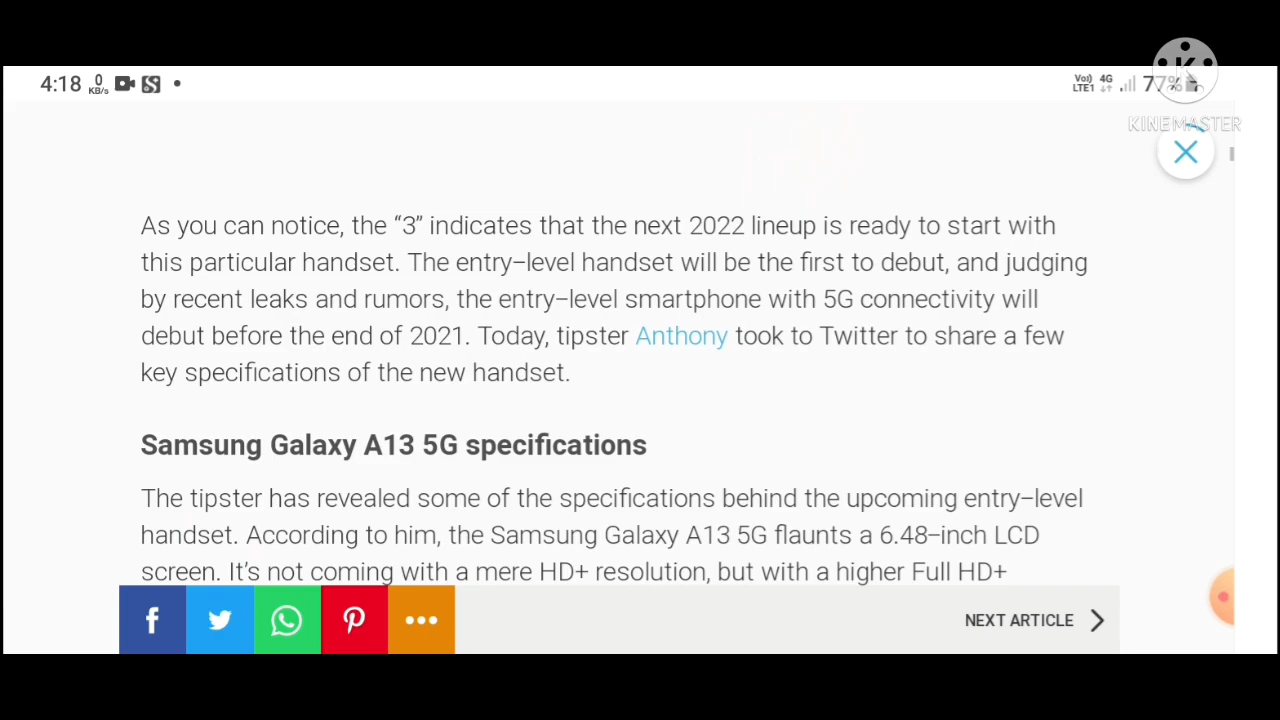 4:18 0 KB/s Vo) LTE1 4G 77%
K
KINEMASTER
As you can notice, the “3” indicates that the next 2022 lineup is ready to start with
this particular handset. The entry-level handset will be the first to debut, and judging
by recent leaks and rumors, the entry-level smartphone with 5G connectivity will
debut before the end of 2021. Today, tipster Anthony took to Twitter to share a few
key specifications of the new handset.
Samsung Galaxy A13 5G specifications
The tipster has revealed some of the specifications behind the upcoming entry-level
handset. According to him, the Samsung Galaxy A13 5G flaunts a 6.48-inch LCD
screen. It’s not coming with a mere HD+ resolution, but with a higher Full HD+
NEXT ARTICLE